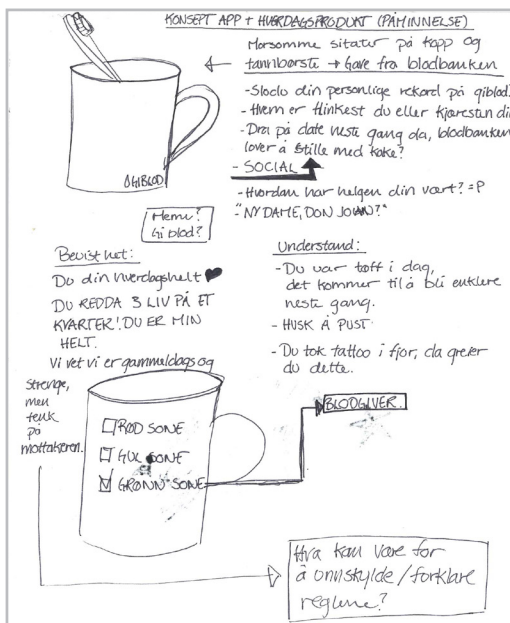 KONSEPT APP + HVERDAGSPRODUKT (PÅMINNELSE)
Morsomme sitater på kopp og
tannbørste → Gave fra blodbanken
- Slo du din personlige rekord på giblod?
- Hvem er flinkest du eller kjæresten di
- Dra på date neste gang da, blodbanken
lover å stille med kake?
- SOCIAL
- Hvordan har helgen din vært? =P
- "NY DAME, DON JOHAN?"
GIBLOD
Hemu?
Gi blod?
Bevissthet:
Du din hverdagshelt ♥
DU REDDA 3 LIV PÅ ET
KVARTER! DU ER MIN
HELT.
Vi vet vi er gammeldags og
strenge,
men
tenk
på
mottakeren.
Understand:
- Du var tøff i dag,
det kommer til å bli enklere
neste gang.
- HUSK Å PUST
- Du tok tattoo i fjor, da greier
du dette.
RØD SONE
GUL SONE
GRØNN SONE
BLODGIVER.
Hva kan være for
å unnskylde/forklare
reglene?